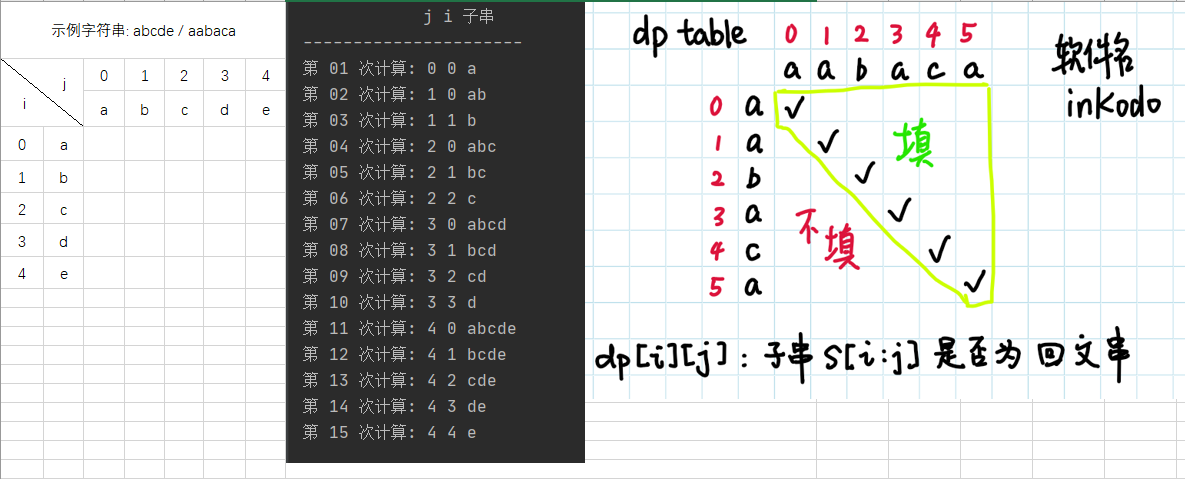 示例字符串: abcde / aabaca
j
i
0 1 2 3 4
a b c d e
0 a
1 b
2 c
3 d
4 e
j i 子串
----------------------
第 01 次计算: 0 0 a
第 02 次计算: 1 0 ab
第 03 次计算: 1 1 b
第 04 次计算: 2 0 abc
第 05 次计算: 2 1 bc
第 06 次计算: 2 2 c
第 07 次计算: 3 0 abcd
第 08 次计算: 3 1 bcd
第 09 次计算: 3 2 cd
第 10 次计算: 3 3 d
第 11 次计算: 4 0 abcde
第 12 次计算: 4 1 bcde
第 13 次计算: 4 2 cde
第 14 次计算: 4 3 de
第 15 次计算: 4 4 e
dp table 0 1 2 3 4 5
a a b a c a
0 a ✓
1 a ✓
2 b ✓
3 a ✓
4 c ✓
5 a ✓
填
不填
软件名
inKodo
dp[i][j]: 子串 S[i:j] 是否为 回文串